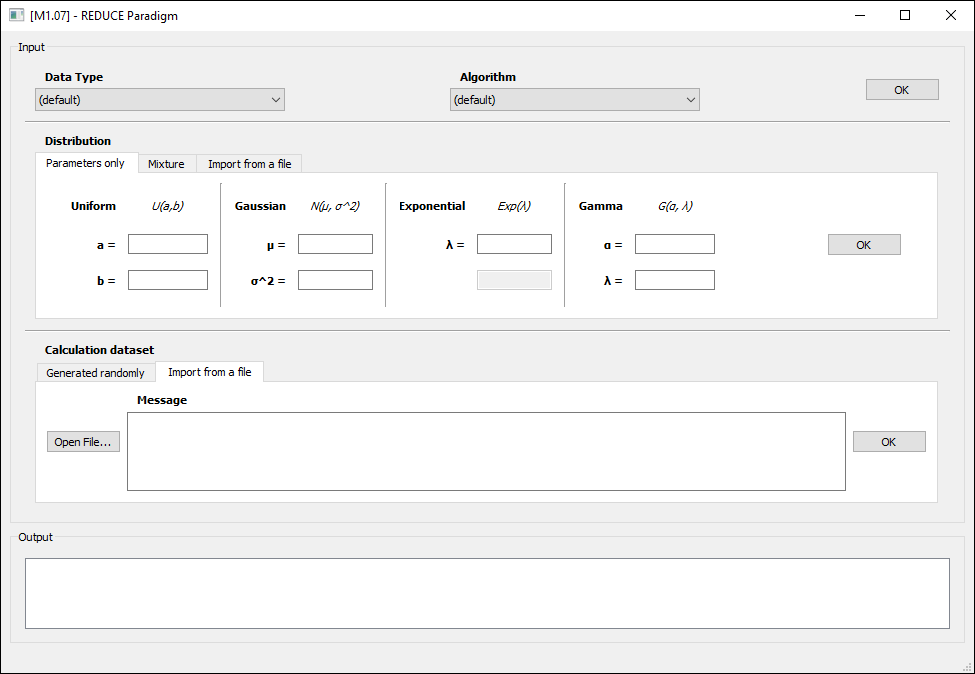 [M1.07] - REDUCE Paradigm
Input
Data Type Algorithm
(default) (default) OK
Distribution
Parameters only Mixture Import from a file
Uniform U(a,b) Gaussian N(μ, σ^2) Exponential Exp(λ) Gamma G(α, λ)
a = μ = λ = α = OK
b = σ^2 = λ =
Calculation dataset
Generated randomly Import from a file
Message
Open File... OK
Output